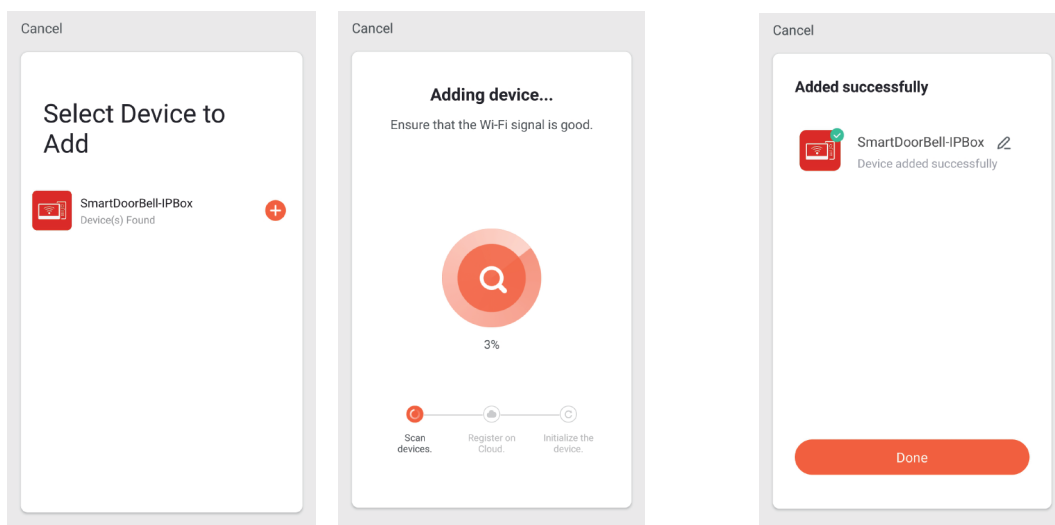 Cancel
Select Device to
Add
SmartDoorBell-IPBox
Device(s) Found
Cancel
Adding device...
Ensure that the Wi-Fi signal is good.
3%
Scan
devices.
Register on
Cloud.
Initialize the
device.
Cancel
Added successfully
SmartDoorBell-IPBox
Device added successfully
Done